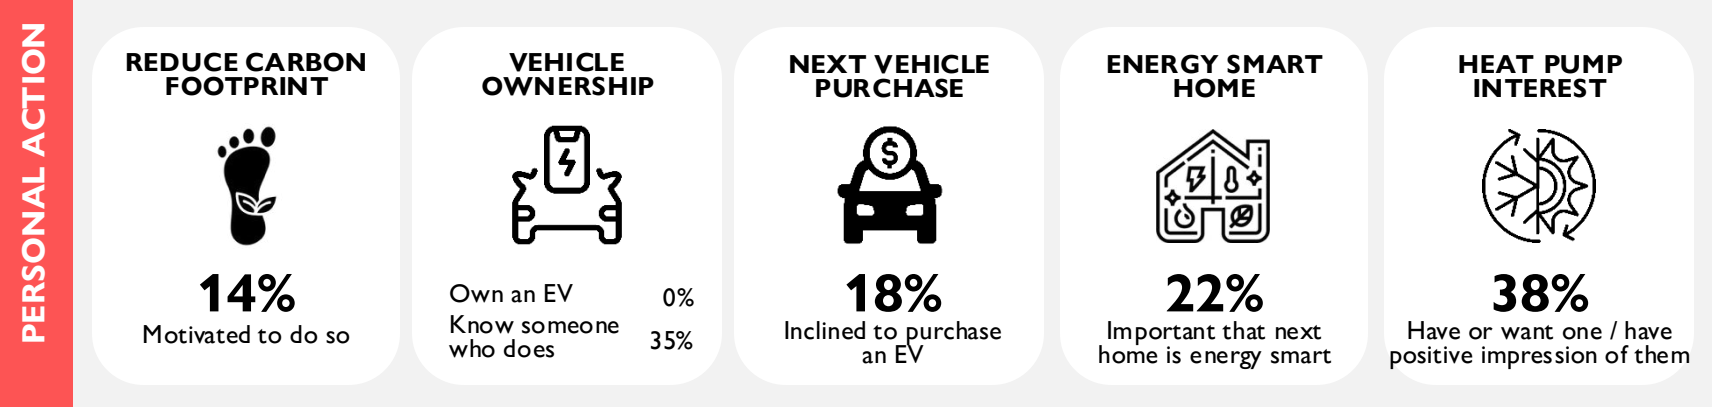 PERSONAL ACTION
REDUCE CARBON
FOOTPRINT
14%
Motivated to do so
VEHICLE
OWNERSHIP
Own an EV 0%
Know someone
who does 35%
NEXT VEHICLE
PURCHASE
$
18%
Inclined to purchase
an EV
ENERGY SMART
HOME
22%
Important that next
home is energy smart
HEAT PUMP
INTEREST
38%
Have or want one / have
positive impression of them